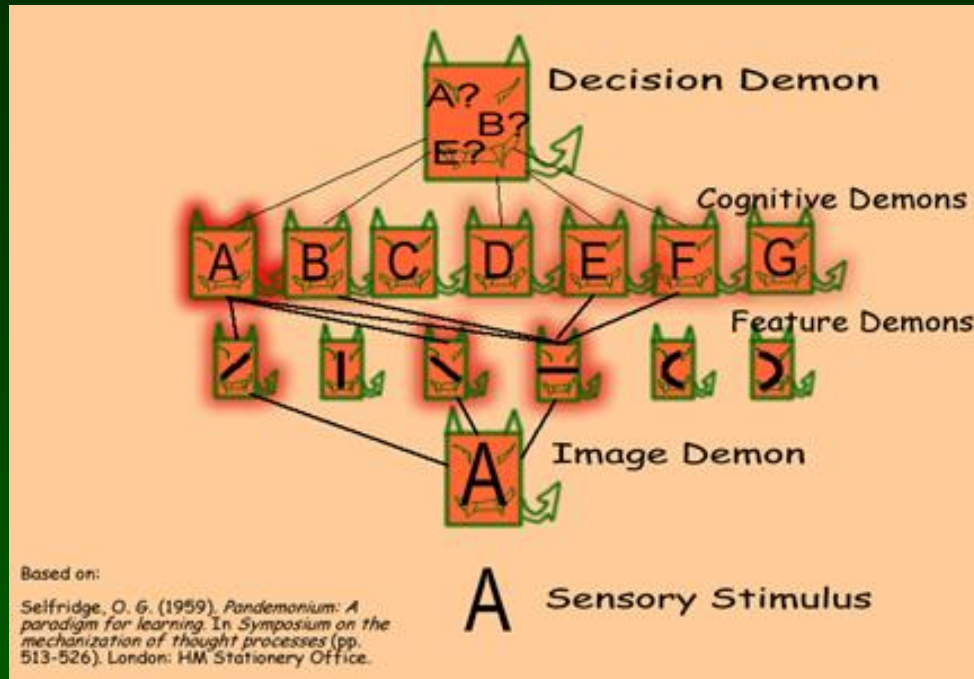 A?
B?
E?
Decision Demon
Cognitive Demons
A B C D E F G
Feature Demons
A
Image Demon
A
Sensory Stimulus
Based on:
Selfridge, O. G. (1959). Pandemonium: A
paradigm for learning. In Symposium on the
mechanization of thought processes (pp.
513-526). London: HM Stationery Office.